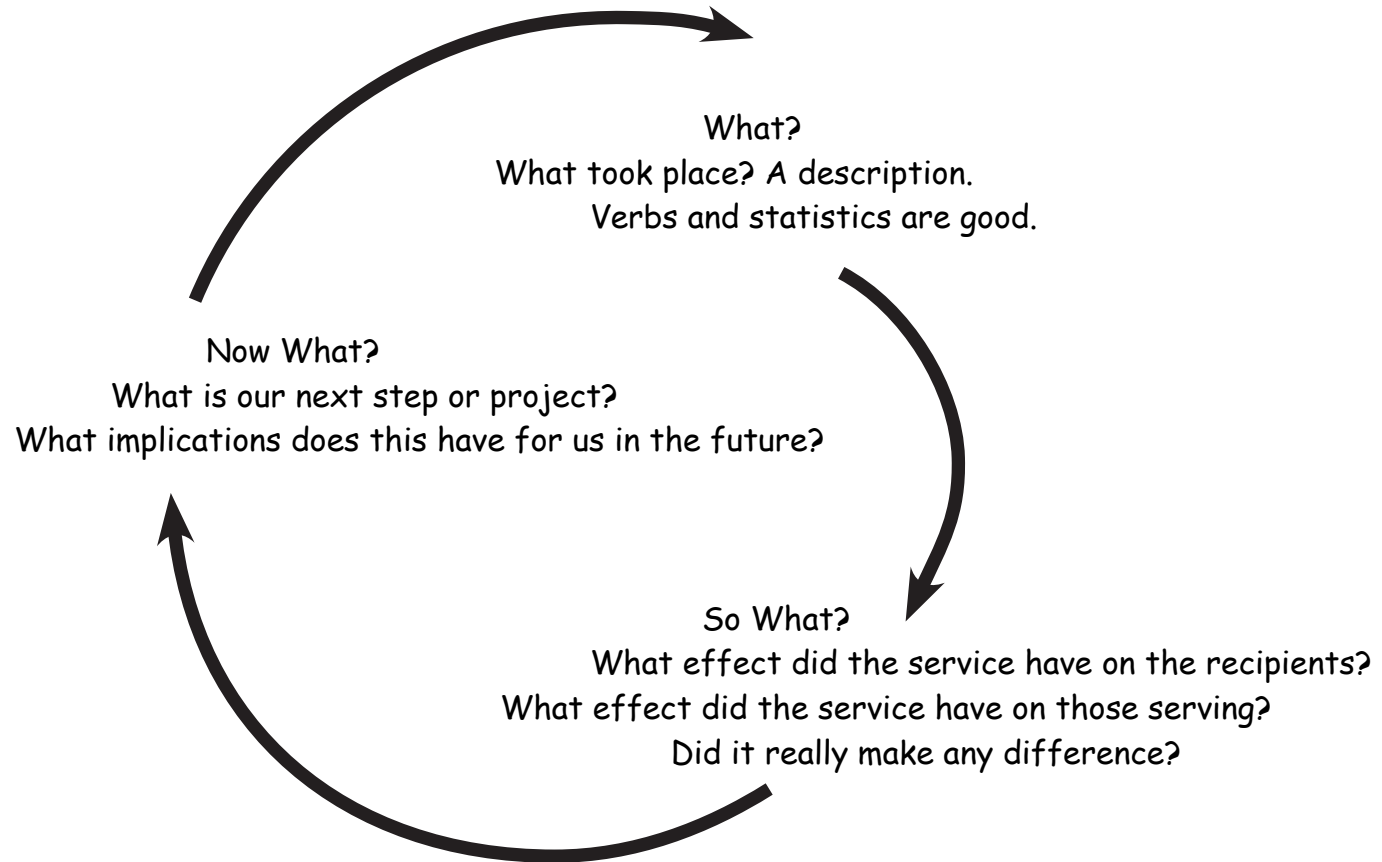 What?
What took place? A description.
Verbs and statistics are good.
Now What?
What is our next step or project?
What implications does this have for us in the future?
So What?
What effect did the service have on the recipients?
What effect did the service have on those serving?
Did it really make any difference?